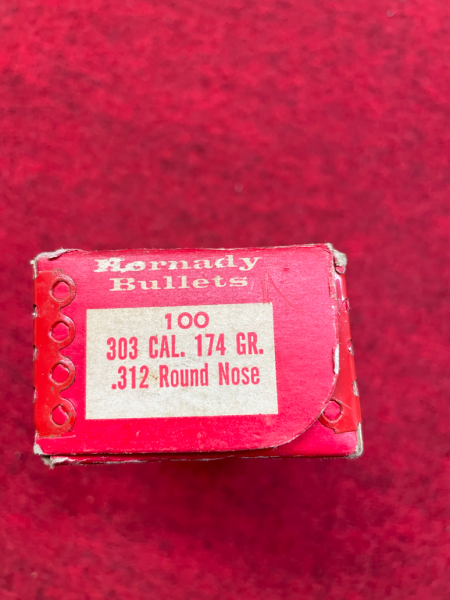 Hornady
Bullets
100
303 CAL. 174 GR.
.312 Round Nose